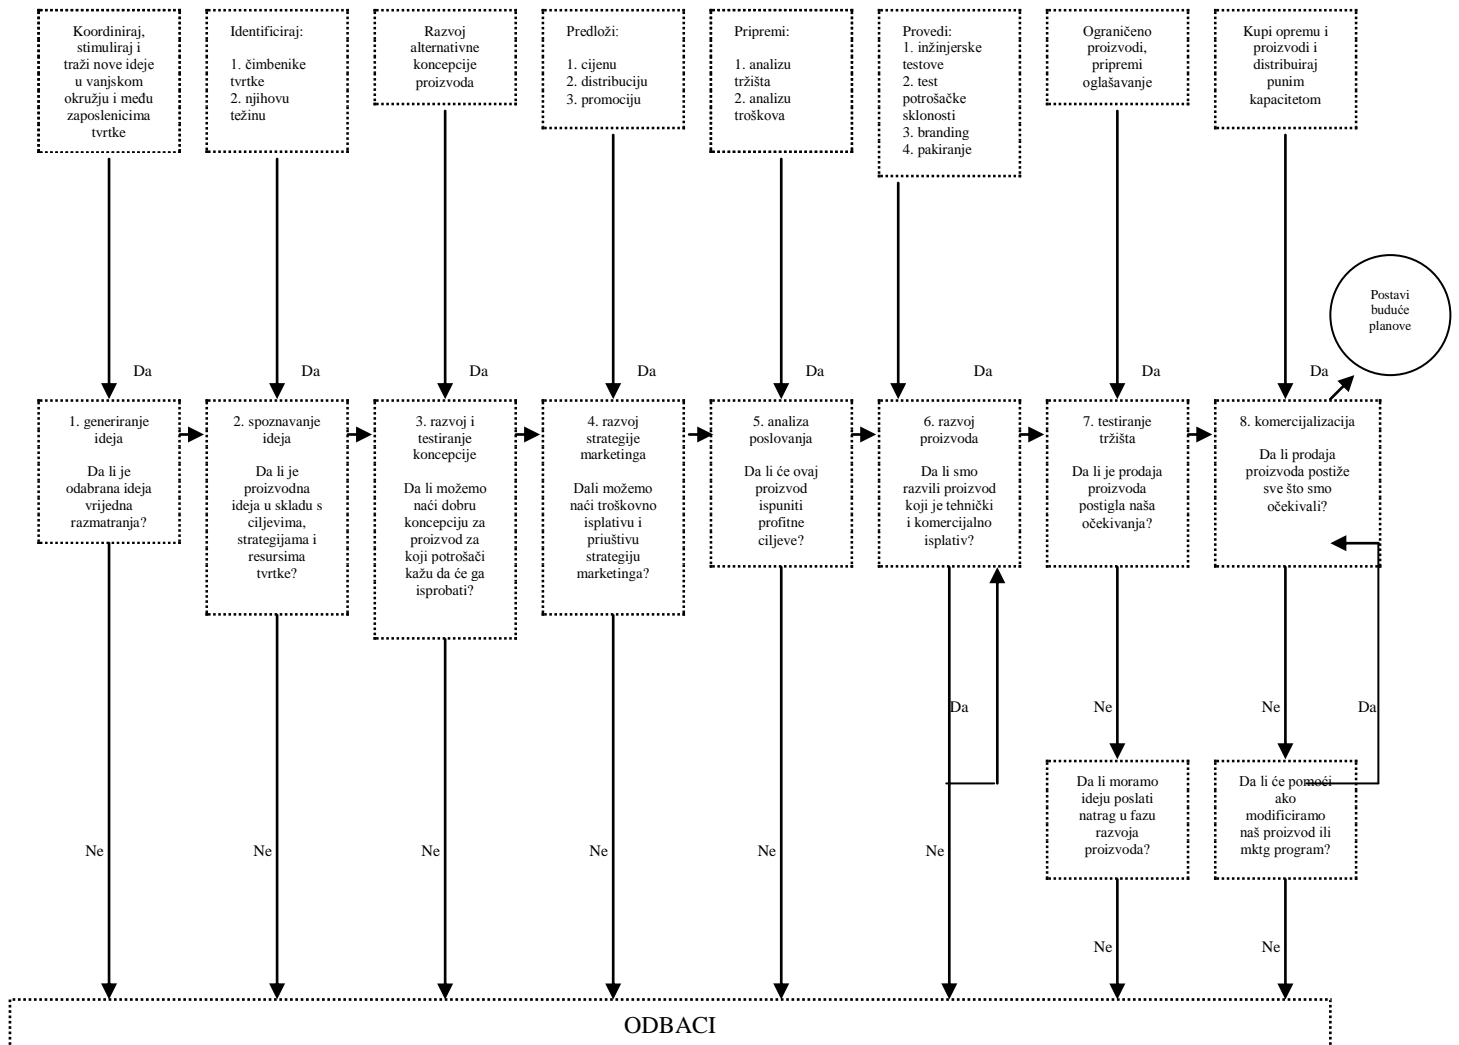 Koordiniraj,
stimuliraj i
traži nove ideje
u vanjskom
okružju i među
zaposlenicima
tvrtke
Identificiraj:
1. čimbenike
tvrtke
2. njihovu
težinu
Razvoj
alternativne
koncepcije
proizvoda
Predloži:
1. cijenu
2. distribuciju
3. promociju
Pripremi:
1. analizu
tržišta
2. analizu
troškova
Provedi:
1. inžinjerske
testove
2. test
potrošačke
sklonosti
3. branding
4. pakiranje
Ograničeno
proizvodi,
pripremi
oglašavanje
Kupi opremu i
proizvodi i
distribuiraj
punim
kapacitetom
Postavi
buduće
planove
Da
Da
Da
Da
Da
Da
Da
Da
1. generiranje
ideja
Da li je
odabrana ideja
vrijedna
razmatranja?
2. spoznavanje
ideja
Da li je
proizvodna
ideja u skladu s
ciljevima,
strategijama i
resursima
tvrtke?
3. razvoj i
testiranje
koncepcije
Da li možemo
naći dobru
koncepciju za
proizvod za
koji potrošači
kažu da će ga
isprobati?
4. razvoj
strategije
marketinga
Dali možemo
naći troškovno
isplativu i
priuštivu
strategiju
marketinga?
5. analiza
poslovanja
Da li će ovaj
proizvod
ispuniti
profitne
ciljeve?
6. razvoj
proizvoda
Da li smo
razvili proizvod
koji je tehnički
i komercijalno
isplativ?
7. testiranje
tržišta
Da li je prodaja
proizvoda
postigla naša
očekivanja?
8. komercijalizacija
Da li prodaja
proizvoda postiže
sve što smo
očekivali?
Da
Ne
Ne
Da
Da li moramo
ideju poslati
natrag u fazu
razvoja
proizvoda?
Da li će pomoći
ako
modificiramo
naš proizvod ili
mktg program?
Ne
Ne
Ne
Ne
Ne
Ne
Ne
Ne
ODBACI